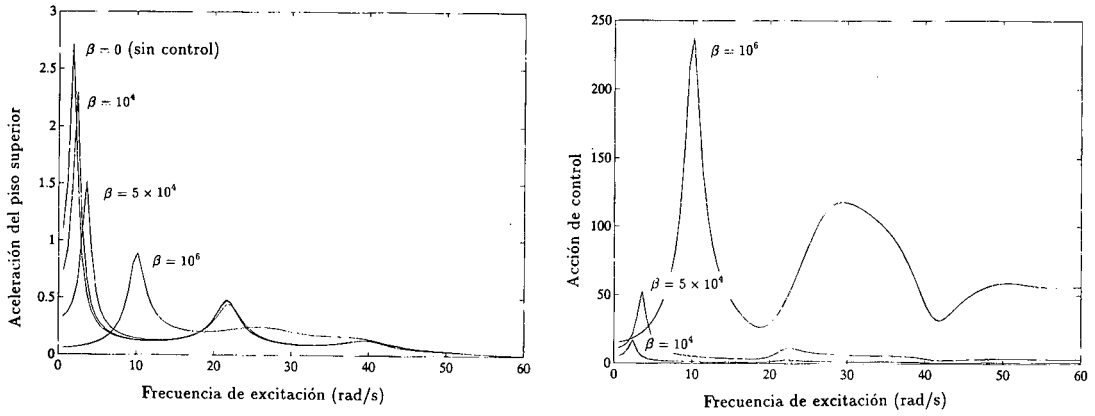 3
2.5
2
1.5
1
0.5
0
β = 0 (sin control)
β = 10⁴
β = 5 × 10⁴
β = 10⁶
Aceleración del piso superior
0 10 20 30 40 50 60
Frecuencia de excitación (rad/s)
250
200
150
100
50
0
β = 10⁶
β = 5 × 10⁴
β = 10⁴
Acción de control
0 10 20 30 40 50 60
Frecuencia de excitación (rad/s)